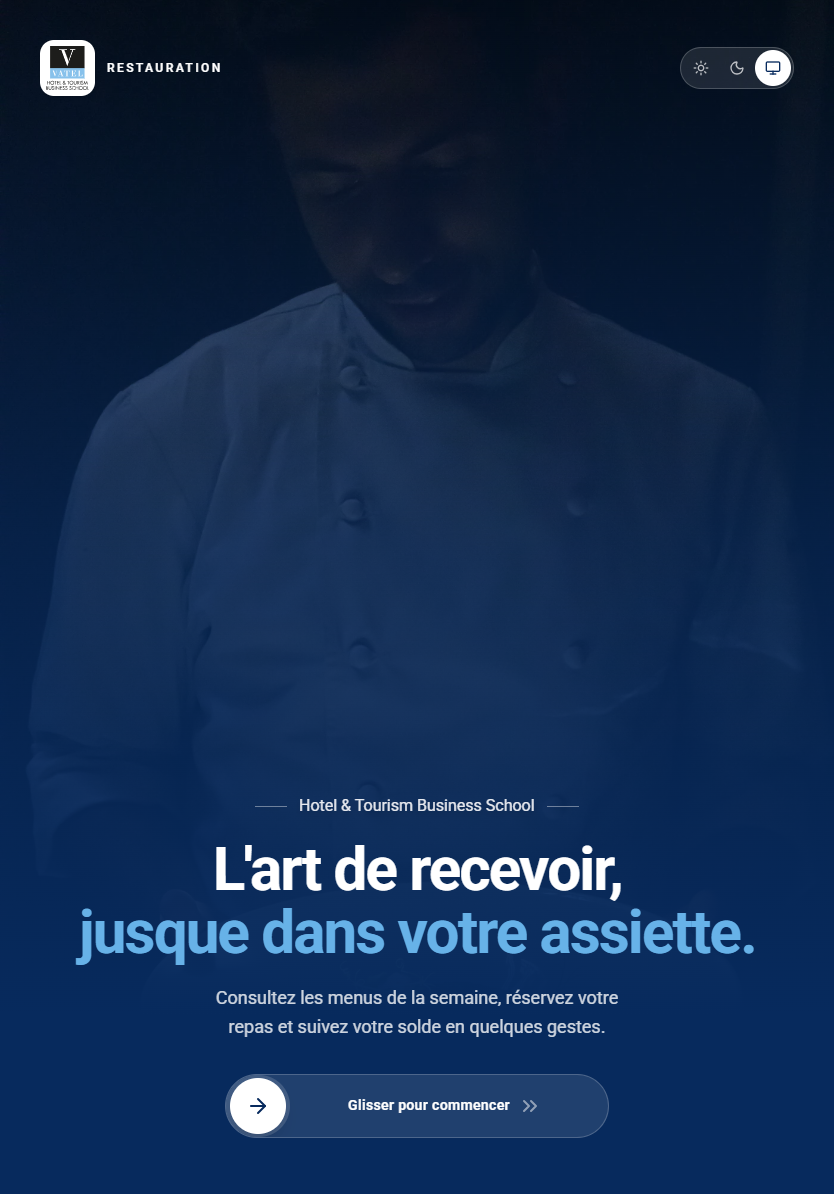 V
VATEL
HOTEL & TOURISM
BUSINESS SCHOOL
RESTAURATION
Hotel & Tourism Business School
L'art de recevoir,
jusque dans votre assiette.
Consultez les menus de la semaine, réservez votre
repas et suivez votre solde en quelques gestes.
Glisser pour commencer